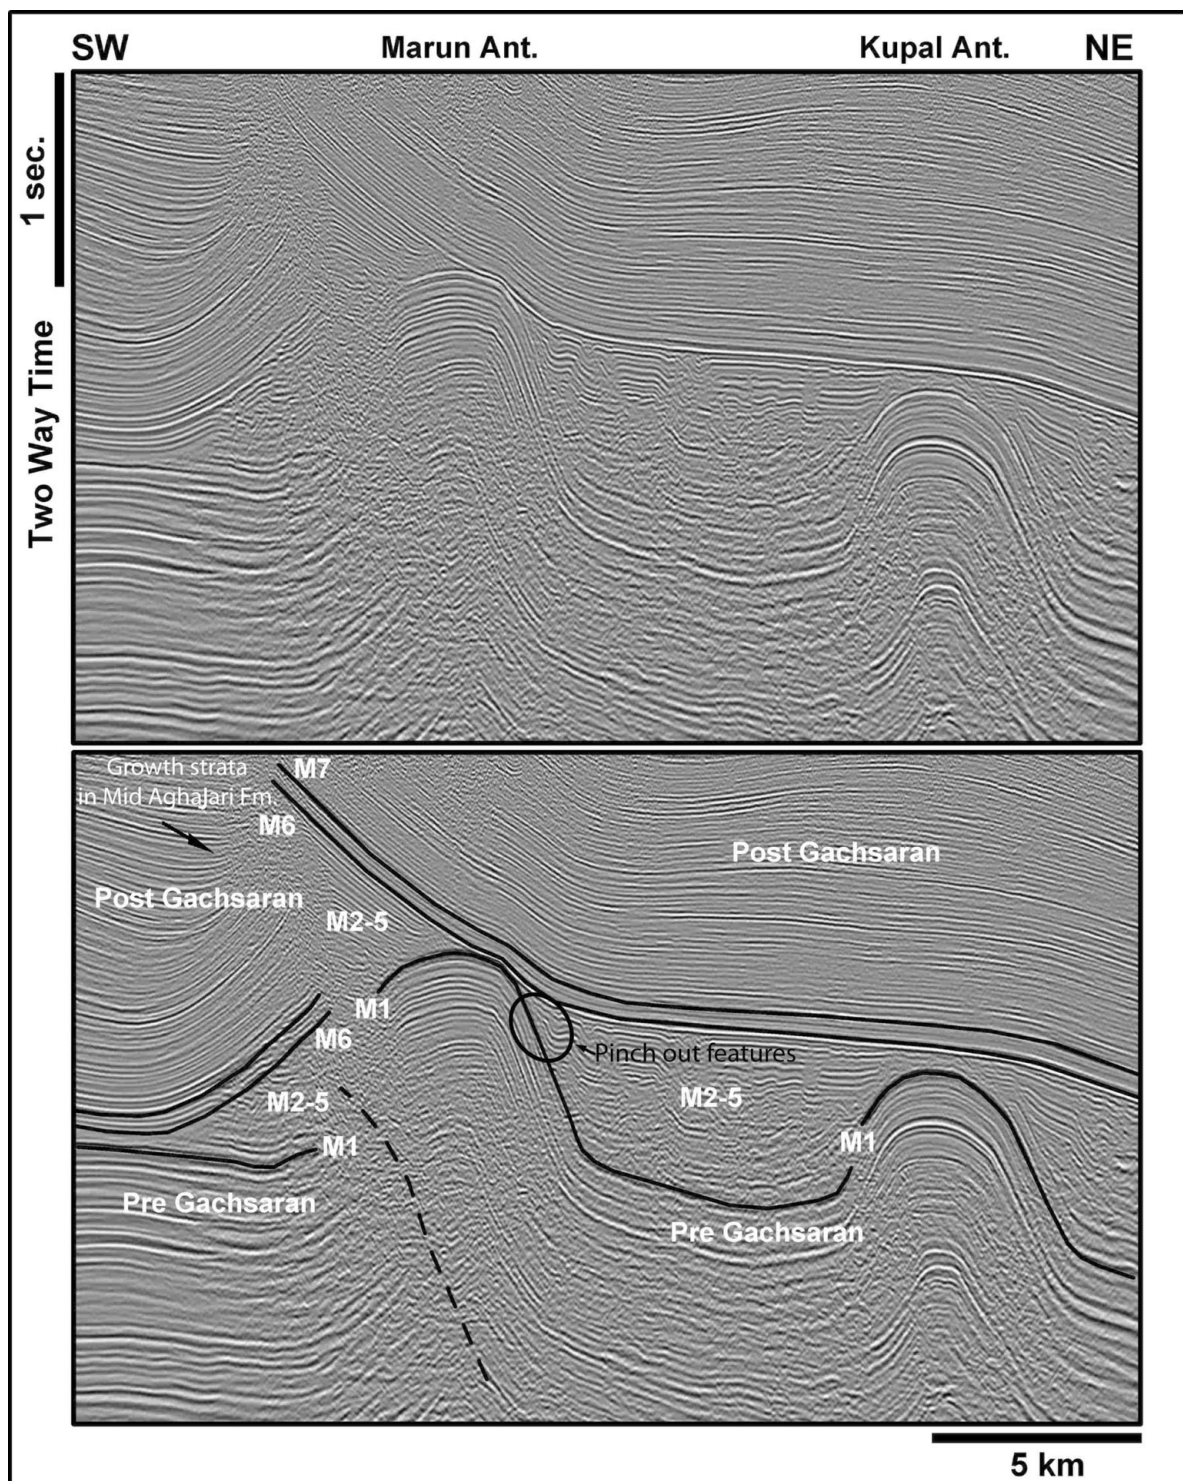 SW
Marun Ant.
Kupal Ant.
NE
1 sec.
Two Way Time
Growth strata
in Mid AghaJari Fm.
M7
M6
Post Gachsaran
Post Gachsaran
M2-5
M1
M6
Pinch out features
M2-5
M2-5
M1
M1
Pre Gachsaran
Pre Gachsaran
5 km